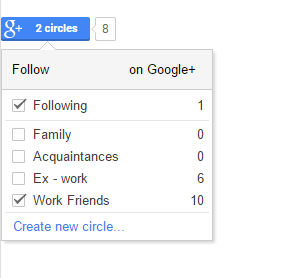 g+ 2 circles 8
Follow on Google+
Following 1
Family 0
Acquaintances 0
Ex - work 6
Work Friends 10
Create new circle...